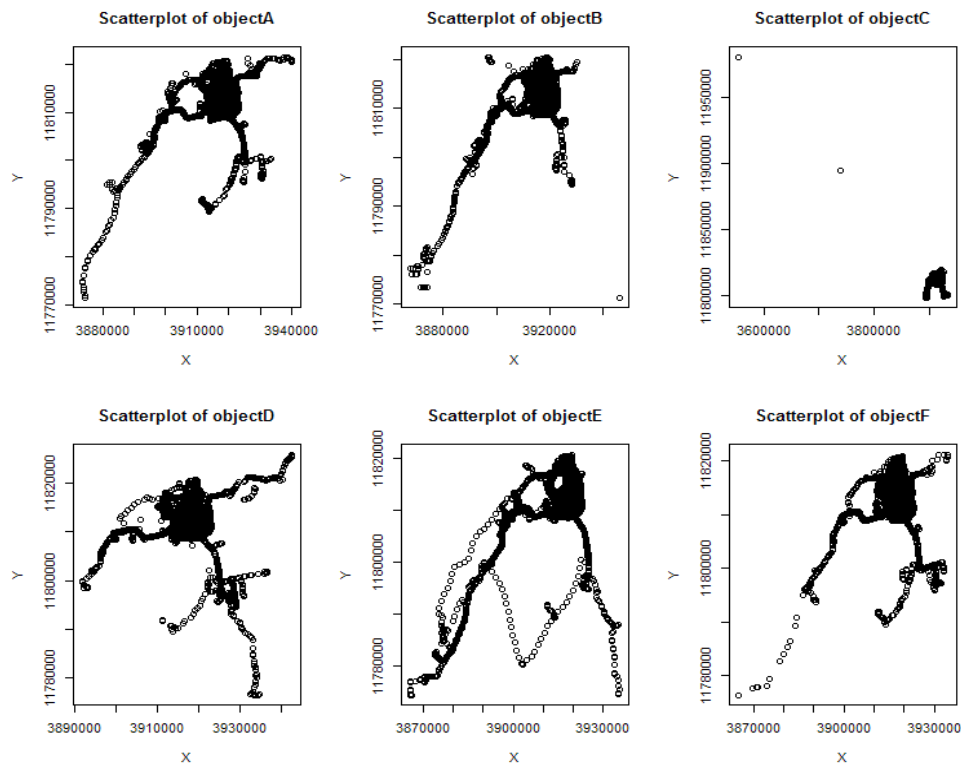 Scatterplot of objectA
Y
11770000 11790000 11810000
3880000 3910000 3940000
X
Scatterplot of objectB
Y
11770000 11790000 11810000
3880000 3920000
X
Scatterplot of objectC
Y
11800000 11850000 11900000 11950000
3600000 3800000
X
Scatterplot of objectD
Y
11780000 11800000 11820000
3890000 3910000 3930000
X
Scatterplot of objectE
Y
11780000 11800000 11820000
3870000 3900000 3930000
X
Scatterplot of objectF
Y
11780000 11800000 11820000
3870000 3900000 3930000
X